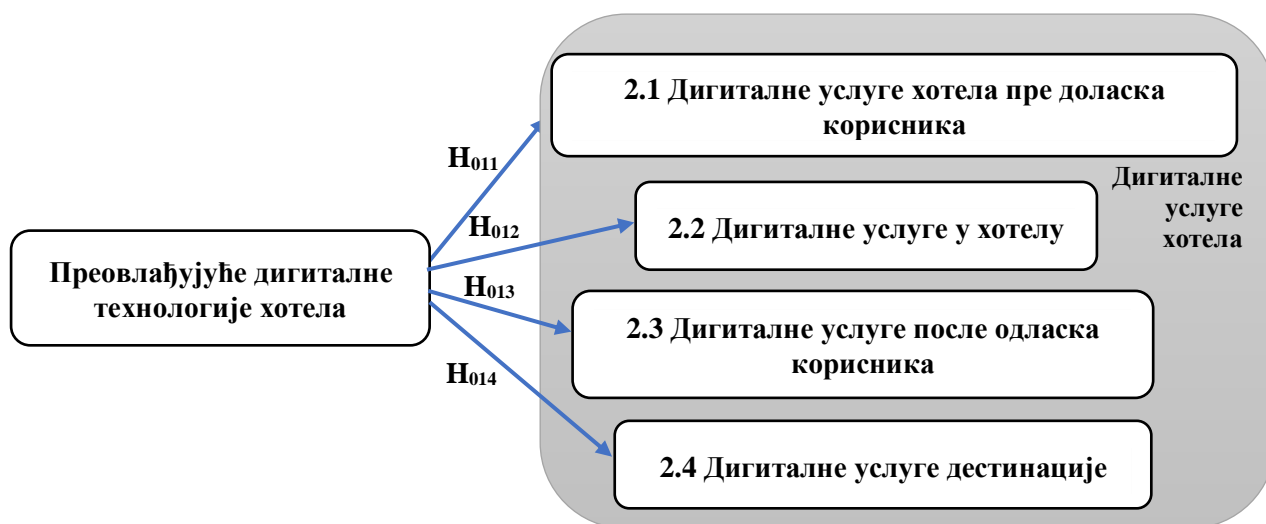 Преовлађујуће дигиталне
технологије хотела
H₀₁₁
H₀₁₂
H₀₁₃
H₀₁₄
2.1 Дигиталне услуге хотела пре доласка
корисника
2.2 Дигиталне услуге у хотелу
2.3 Дигиталне услуге после одласка
корисника
2.4 Дигиталне услуге дестинације
Дигиталне
услуге
хотела